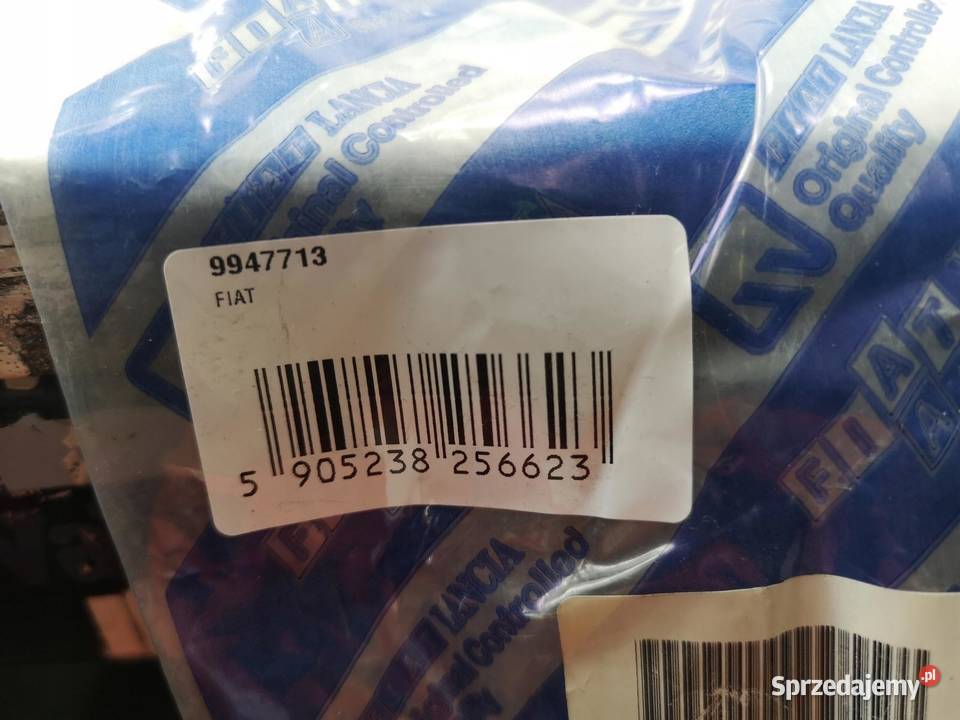 FIAT
LANCIA
Original Controlled
Quality
FIAT LANCIA
Original Controlled
Quality
9947713
FIAT
5 905238 256623
FIAT
LANCIA
Controlled
Sprzedajemy.pl